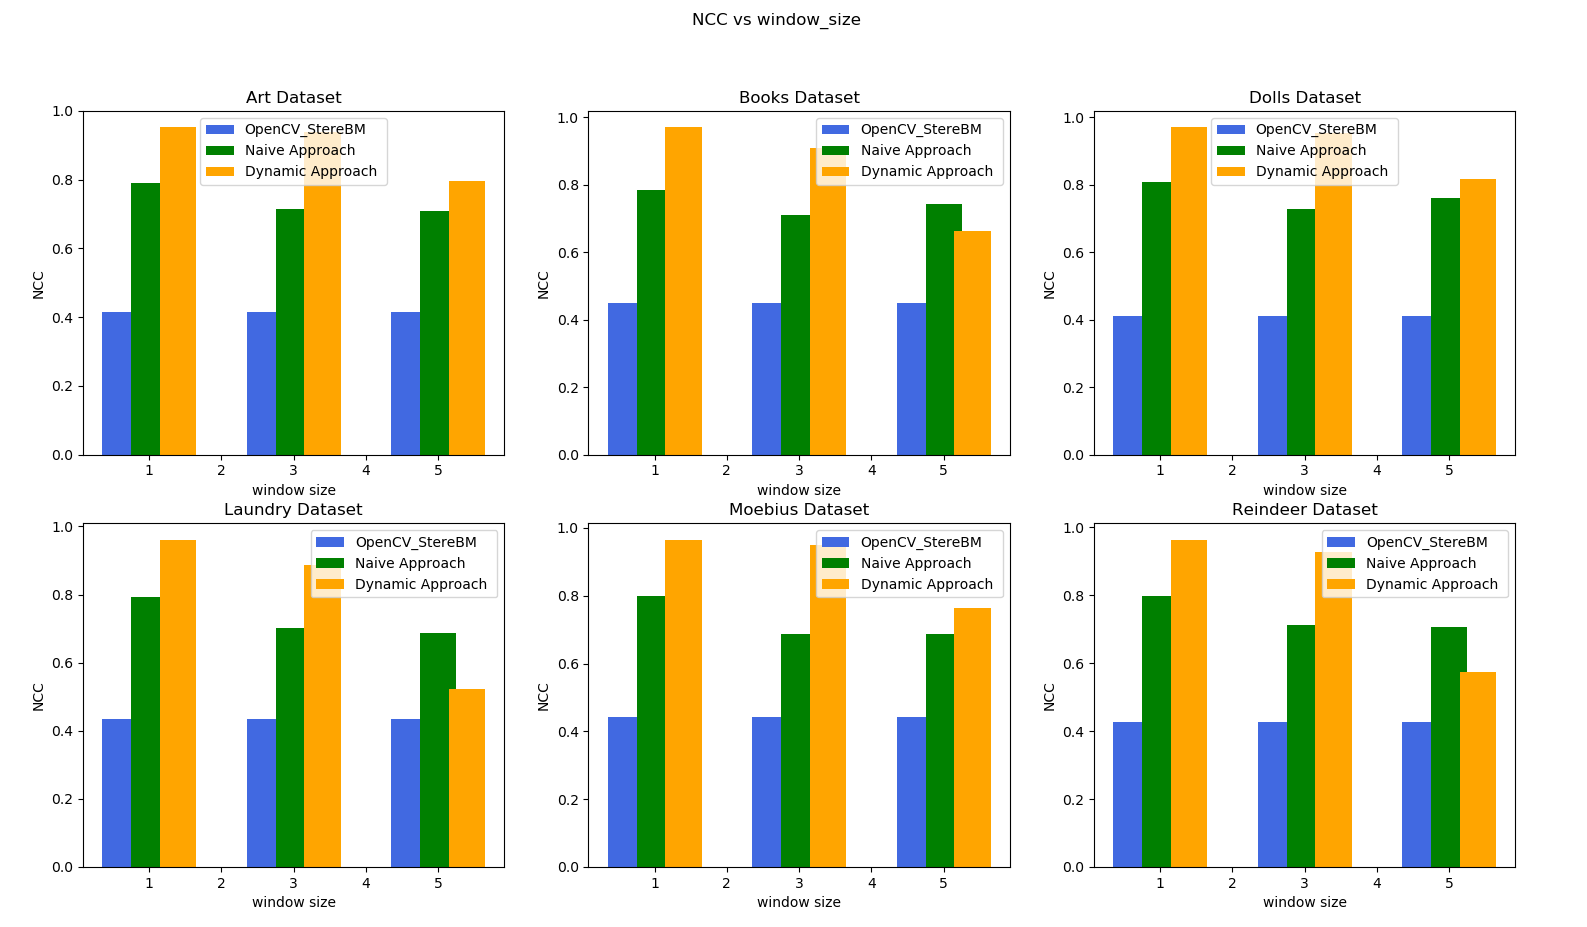 NCC vs window_size
Art Dataset
1.0
0.8
0.6
0.4
0.2
0.0
NCC
OpenCV_StereBM
Naive Approach
Dynamic Approach
1 2 3 4 5
window size
Books Dataset
1.0
0.8
0.6
0.4
0.2
0.0
NCC
OpenCV_StereBM
Naive Approach
Dynamic Approach
1 2 3 4 5
window size
Dolls Dataset
1.0
0.8
0.6
0.4
0.2
0.0
NCC
OpenCV_StereBM
Naive Approach
Dynamic Approach
1 2 3 4 5
window size
Laundry Dataset
1.0
0.8
0.6
0.4
0.2
0.0
NCC
OpenCV_StereBM
Naive Approach
Dynamic Approach
1 2 3 4 5
window size
Moebius Dataset
1.0
0.8
0.6
0.4
0.2
0.0
NCC
OpenCV_StereBM
Naive Approach
Dynamic Approach
1 2 3 4 5
window size
Reindeer Dataset
1.0
0.8
0.6
0.4
0.2
0.0
NCC
OpenCV_StereBM
Naive Approach
Dynamic Approach
1 2 3 4 5
window size